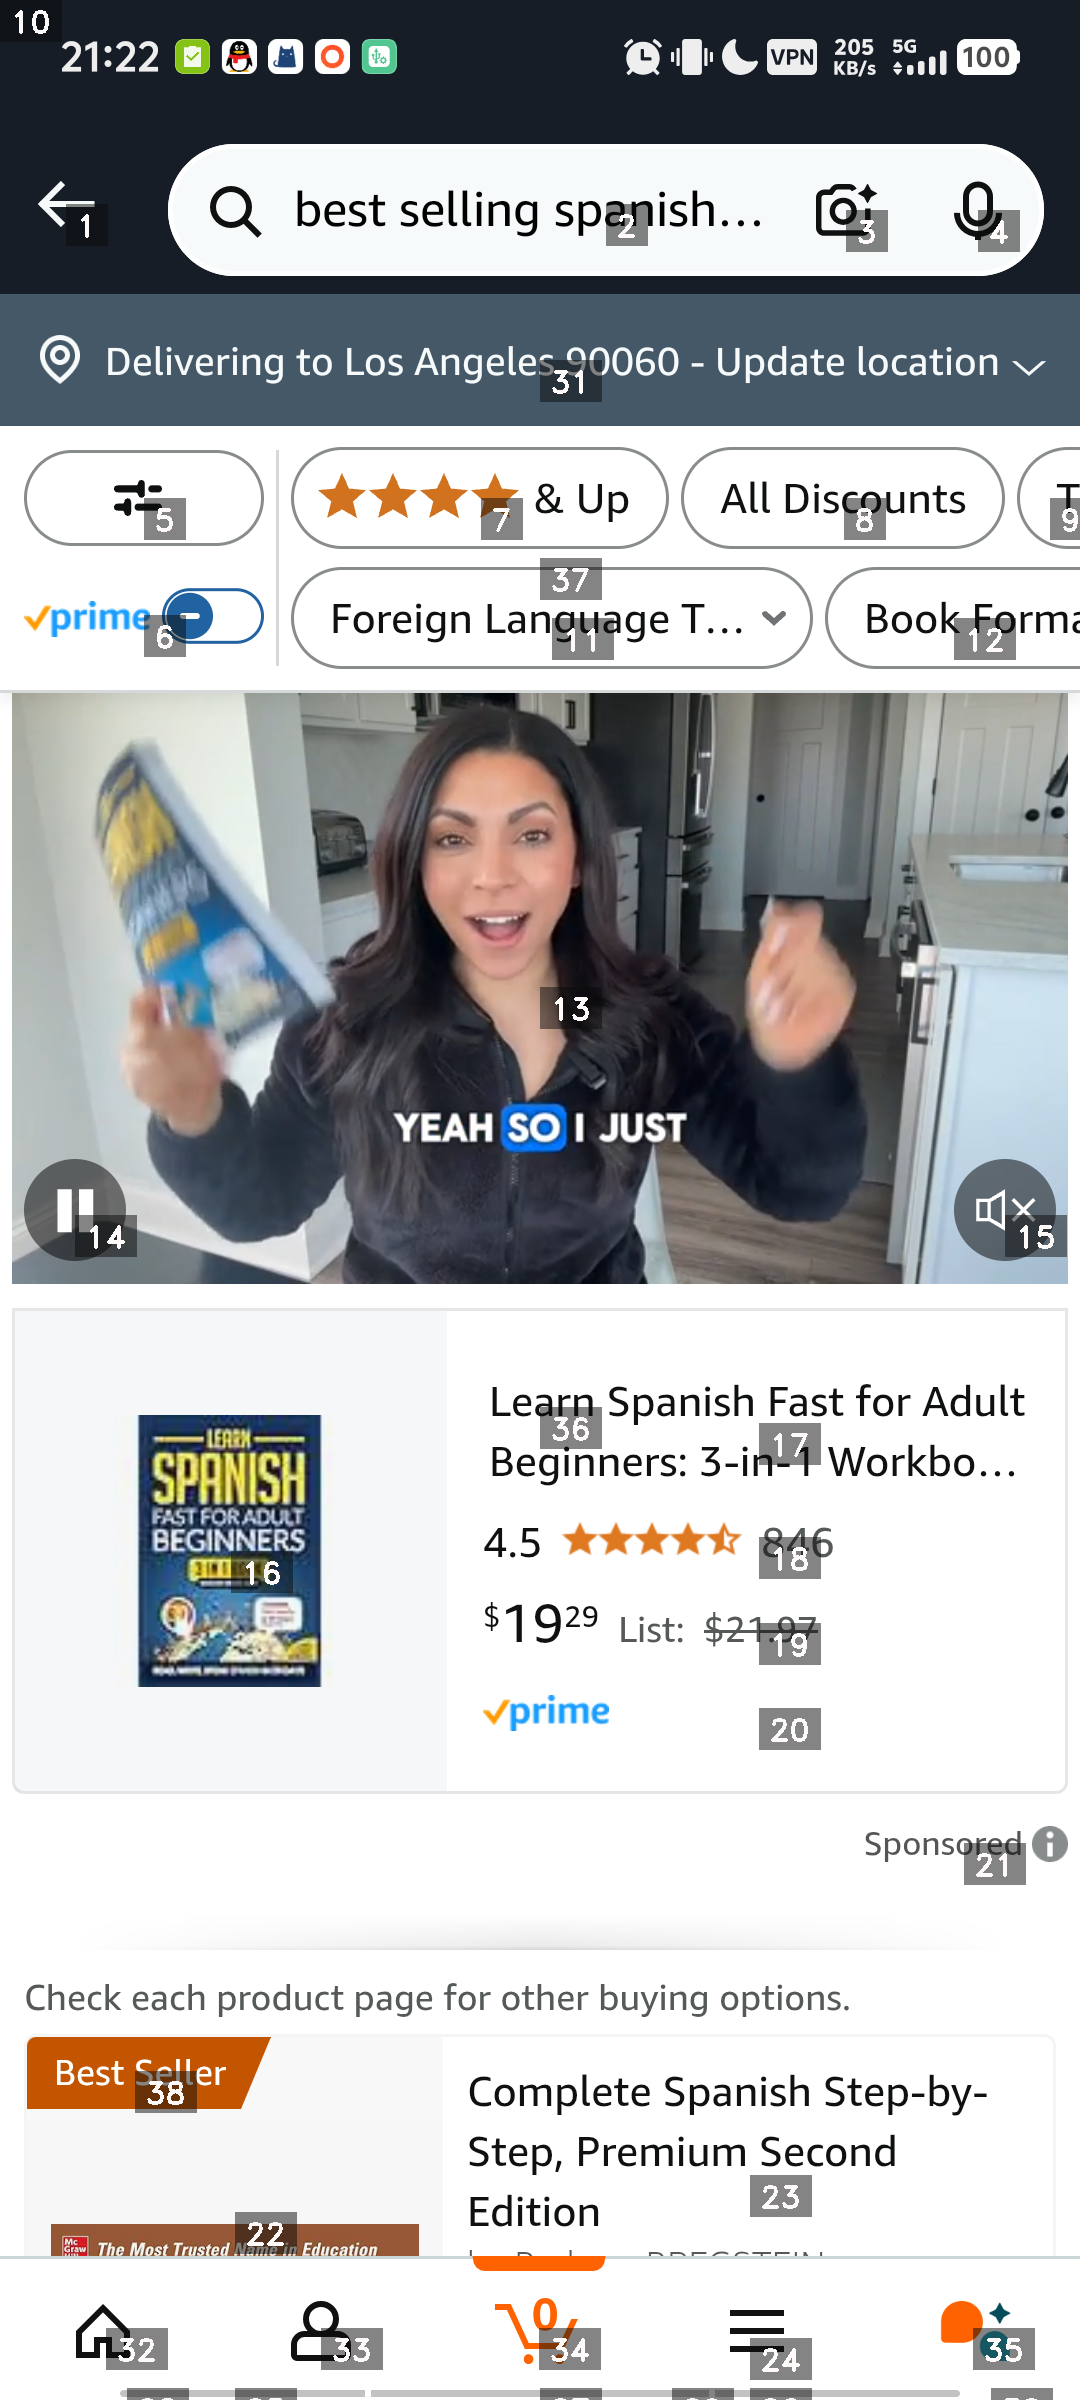 21:22 VPN 205 KB/s 5G 100
best selling spanish...
Delivering to Los Angeles 90060 - Update location
& Up
All Discounts
T
prime
Foreign Language T...
Book Forma
YEAH SO I JUST
LEARN
SPANISH
FAST FOR ADULT
BEGINNERS
Learn Spanish Fast for Adult
Beginners: 3-in-1 Workbo...
4.5 846
$19.29 List: $21.97
prime
Sponsored
Check each product page for other buying options.
Best Seller
Complete Spanish Step-by-
Step, Premium Second
Edition
Mc Graw Hill
The Most Trusted Name in Education
0
10
1
2
3
4
31
5
7
8
9
37
6
11
12
13
14
15
36
17
16
18
19
20
21
38
23
22
32
33
34
24
35